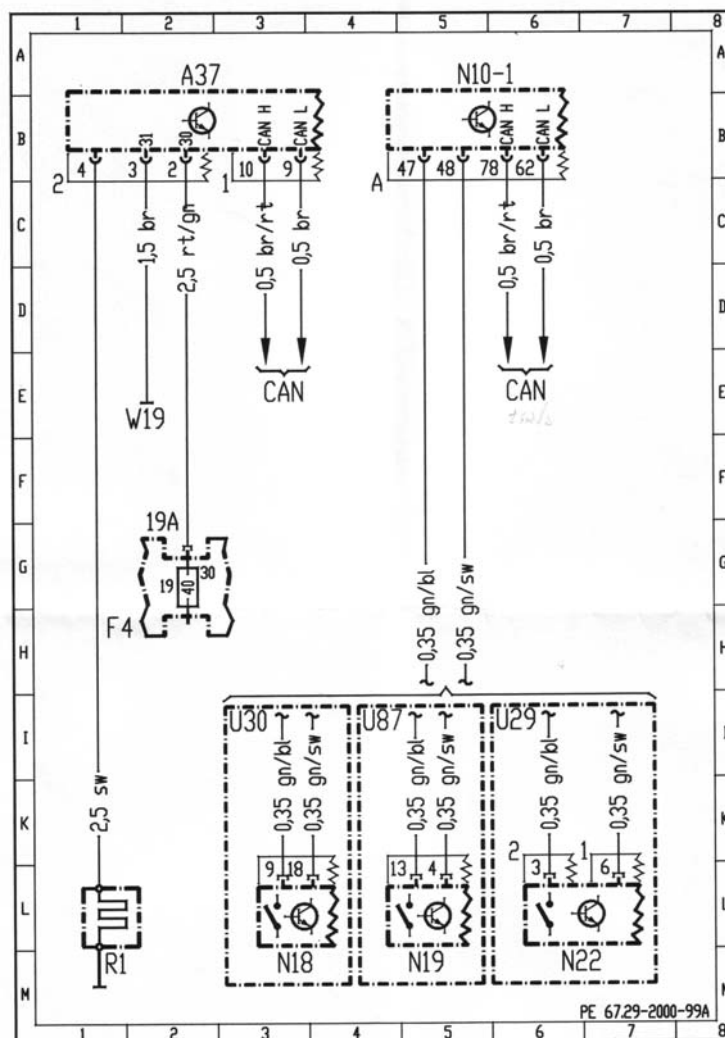 1 2 3 4 5 6 7 8
A A
A37 N10-1
B B
31 30 CAN H CAN L CAN H CAN L
4 3 2 10 9 47 48 78 62
2 1 A
C C
1,5 br 2,5 rt/gn 0,5 br/rt 0,5 br 0,5 br/rt 0,5 br
D D
E E
CAN CAN
W19
F F
19A
G G
19 40 30
0,35 gn/bl 0,35 gn/sw
F4
H H
U30 U87 U29
I I
0,35 gn/bl 0,35 gn/sw 0,35 gn/bl 0,35 gn/sw 0,35 gn/bl 0,35 gn/sw
2,5 sw
K K
2 1
9 18 13 4 3 6
L L
R1 N18 N19 N22
M M
PE 67.29-2000-99A
1 2 3 4 5 6 7 8